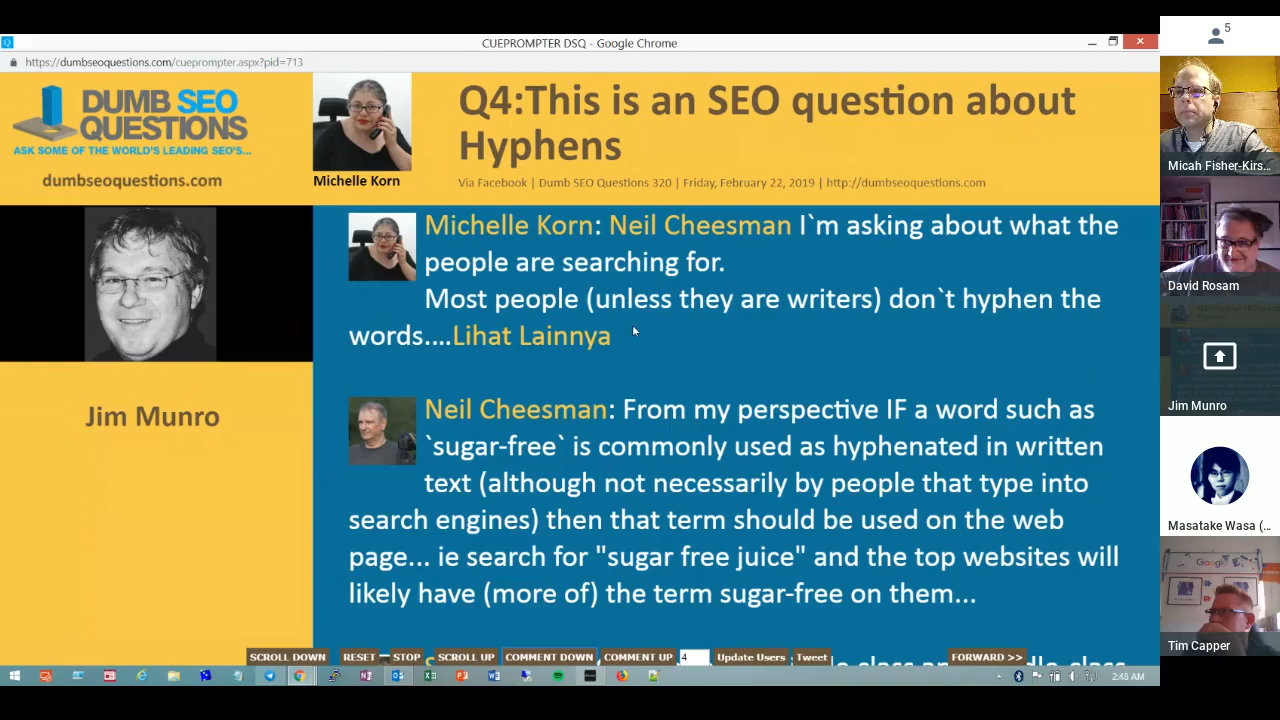 CUEPROMPTER DSQ - Google Chrome
https://dumbseoquestions.com/cueprompter.aspx?pid=713
DUMB SEO
QUESTIONS
ASK SOME OF THE WORLD'S LEADING SEO'S...
dumbseoquestions.com
Michelle Korn
Q4:This is an SEO question about
Hyphens
Via Facebook | Dumb SEO Questions 320 | Friday, February 22, 2019 | http://dumbseoquestions.com
Jim Munro
Michelle Korn: Neil Cheesman I`m asking about what the
people are searching for.
Most people (unless they are writers) don`t hyphen the
words....Lihat Lainnya
Neil Cheesman: From my perspective IF a word such as
`sugar-free` is commonly used as hyphenated in written
text (although not necessarily by people that type into
search engines) then that term should be used on the web
page... ie search for "sugar free juice" and the top websites will
likely have (more of) the term sugar-free on them...
SCROLL DOWN RESET STOP SCROLL UP COMMENT DOWN COMMENT UP 4 Update Users Tweet FORWARD >>
2:48 AM
5
Micah Fisher-Kirs...
David Rosam
Jim Munro
Masatake Wasa (...
Google
Tim Capper